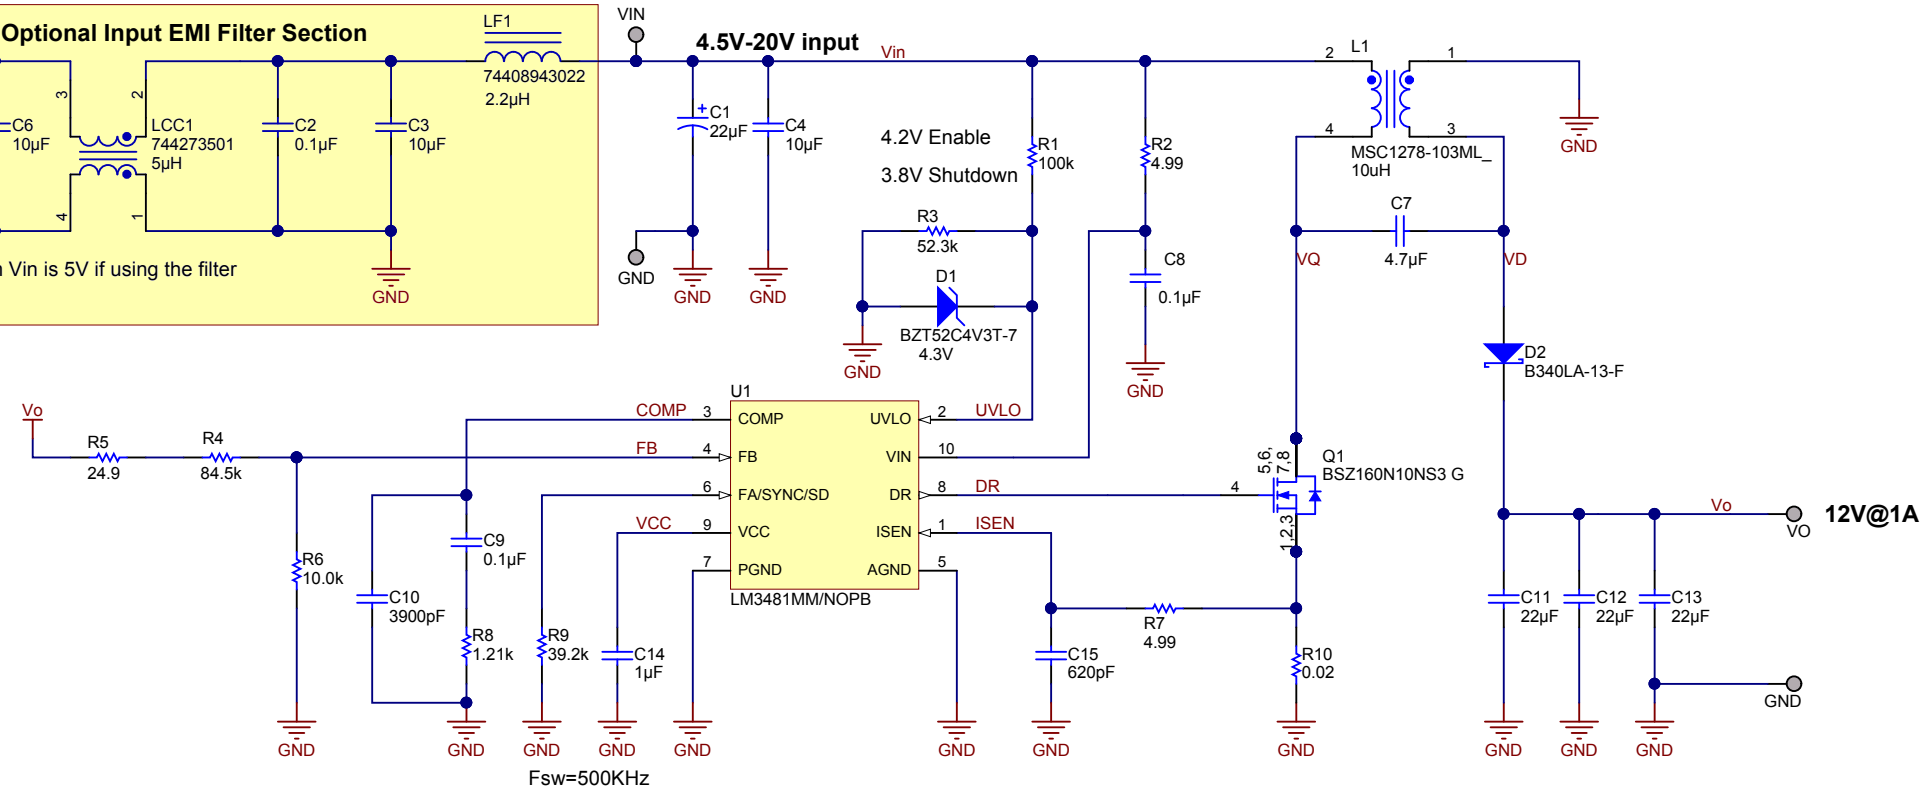 Optional Input EMI Filter Section
LF1
74408943022
2.2µH
3
2
4
1
LCC1
744273501
5µH
C6
10µF
C2
0.1µF
C3
10µF
GND
Vin is 5V if using the filter
VIN
4.5V-20V input
Vin
C1
22µF
C4
10µF
GND
GND
GND
4.2V Enable
3.8V Shutdown
R1
100k
R2
4.99
R3
52.3k
D1
BZT52C4V3T-7
4.3V
GND
C8
0.1µF
GND
2
L1
1
4
3
MSC1278-103ML_
10uH
GND
C7
4.7µF
VQ
VD
D2
B340LA-13-F
Vo
R5
24.9
R4
84.5k
R6
10.0k
GND
COMP
FB
VCC
3
4
6
9
7
U1
COMP
FB
FA/SYNC/SD
VCC
PGND
UVLO
VIN
DR
ISEN
AGND
LM3481MM/NOPB
2
10
8
1
5
UVLO
DR
ISEN
C10
3900pF
C9
0.1µF
R8
1.21k
GND
R9
39.2k
GND
C14
1µF
GND
GND
Fsw=500KHz
GND
C15
620pF
GND
R7
4.99
R10
0.02
GND
4
5,6,
7,8
1,2,3
Q1
BSZ160N10NS3 G
Vo
VO
12V@1A
C11
22µF
C12
22µF
C13
22µF
GND
GND
GND
GND